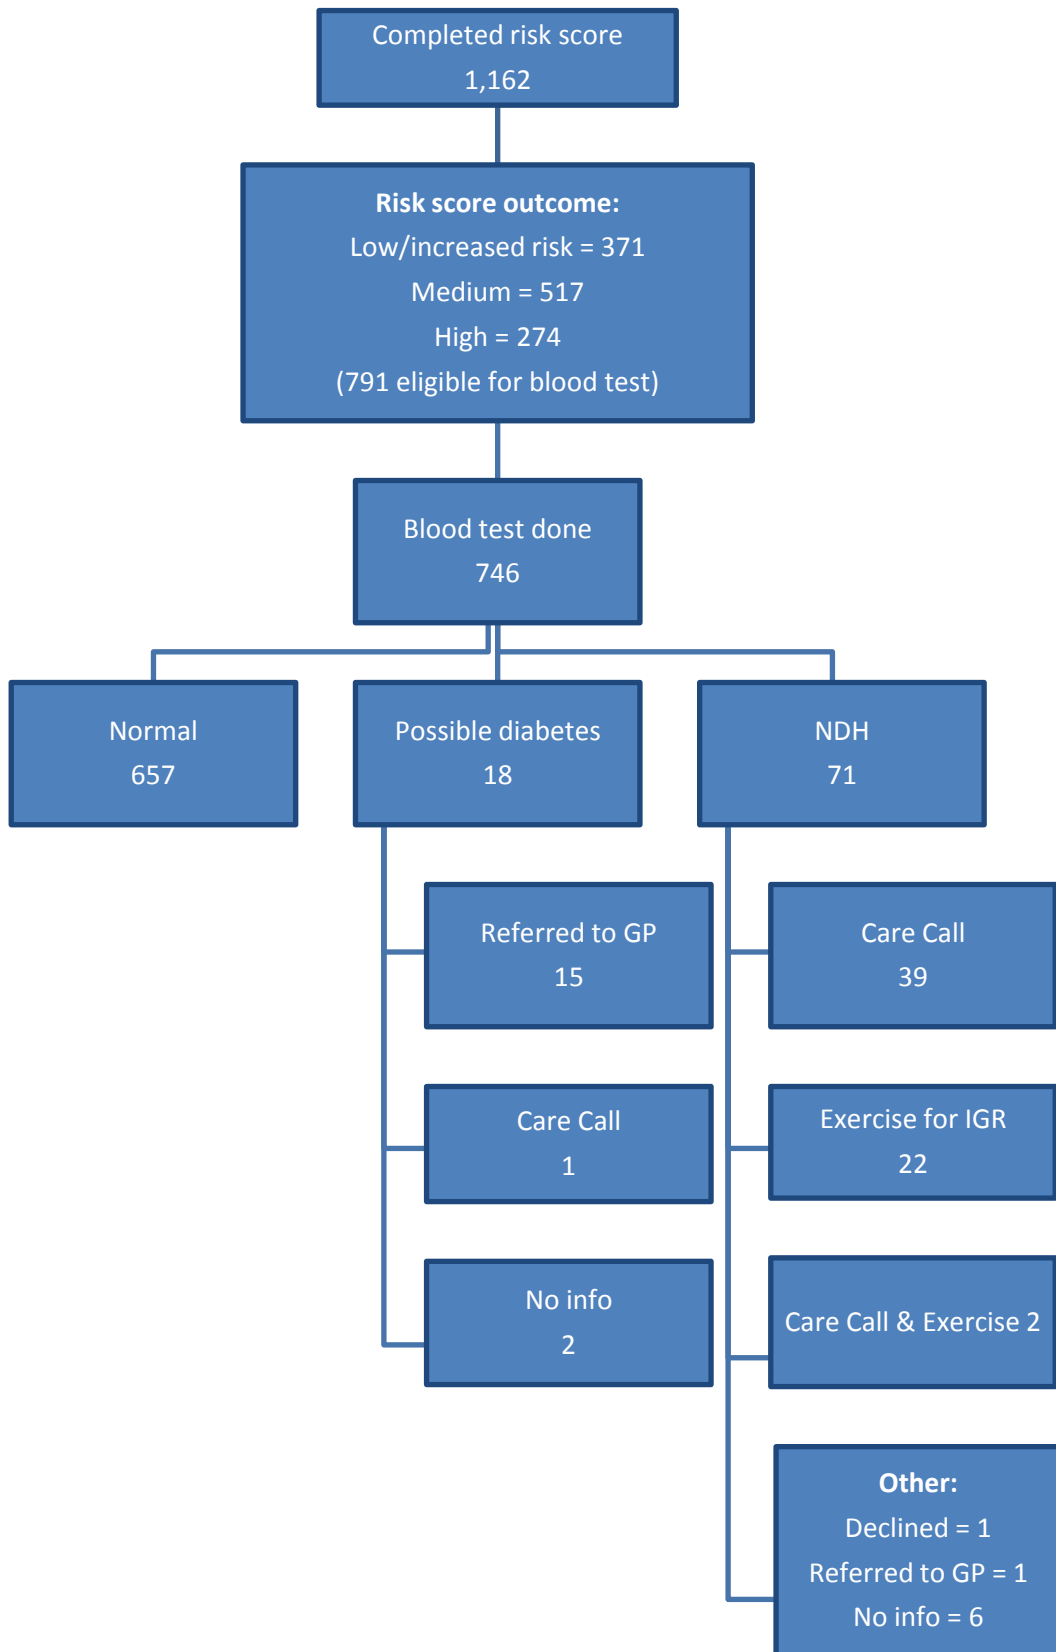 Completed risk score
1,162
Risk score outcome:
Low/increased risk = 371
Medium = 517
High = 274
(791 eligible for blood test)
Blood test done
746
Normal
657
Possible diabetes
18
NDH
71
Referred to GP
15
Care Call
39
Care Call
1
Exercise for IGR
22
No info
2
Care Call & Exercise 2
Other:
Declined = 1
Referred to GP = 1
No info = 6